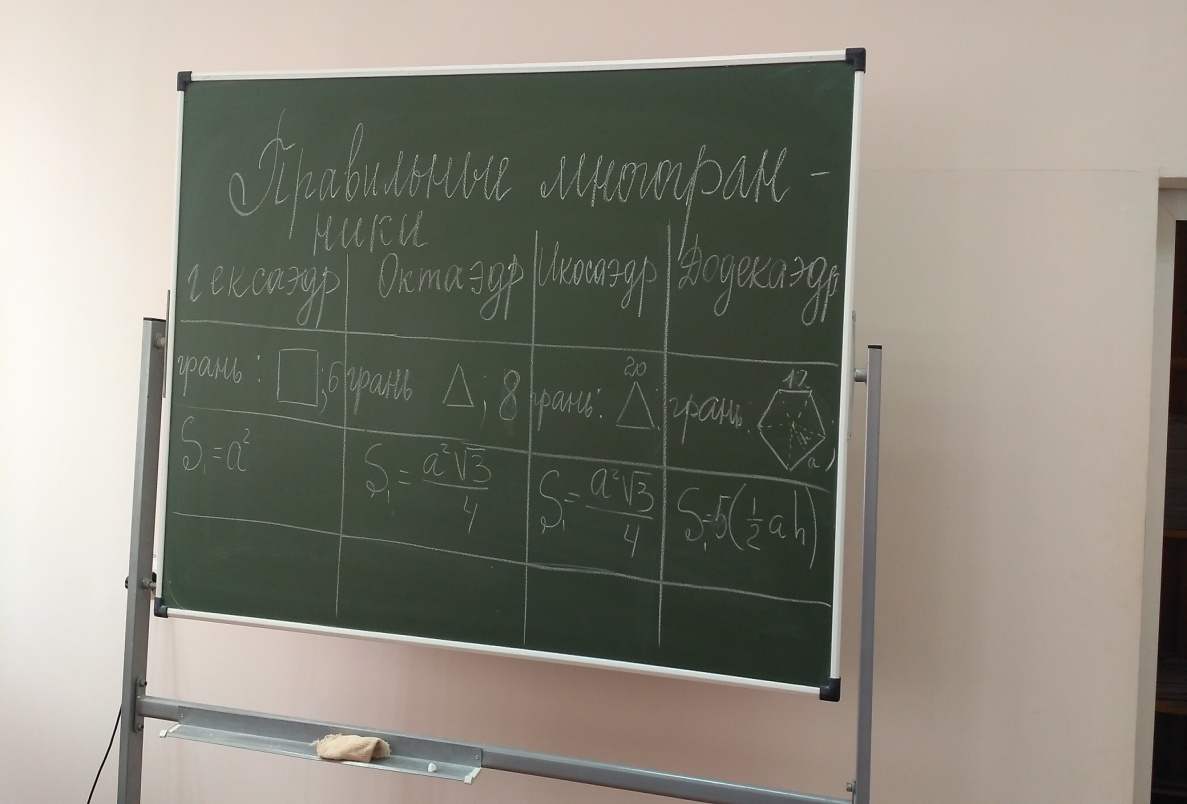 Правильные многогран-
ники
гексаэдр Октаэдр Икосаэдр Додекаэдр
грань: ; 6 грань ; 8 грань: 20 грань: 12 a
S₁=a² S₁=a²√3/4 S₁=a²√3/4 S₁=5(1/2ah)